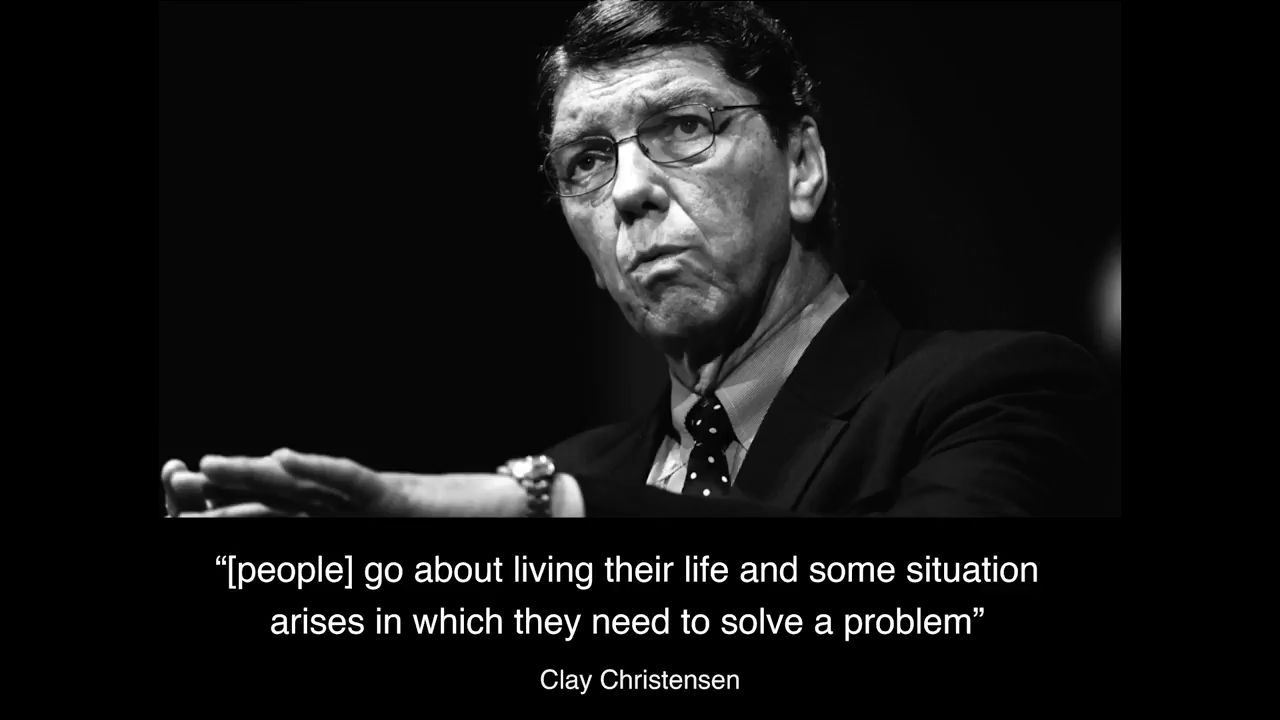 “[people] go about living their life and some situation
arises in which they need to solve a problem”
Clay Christensen